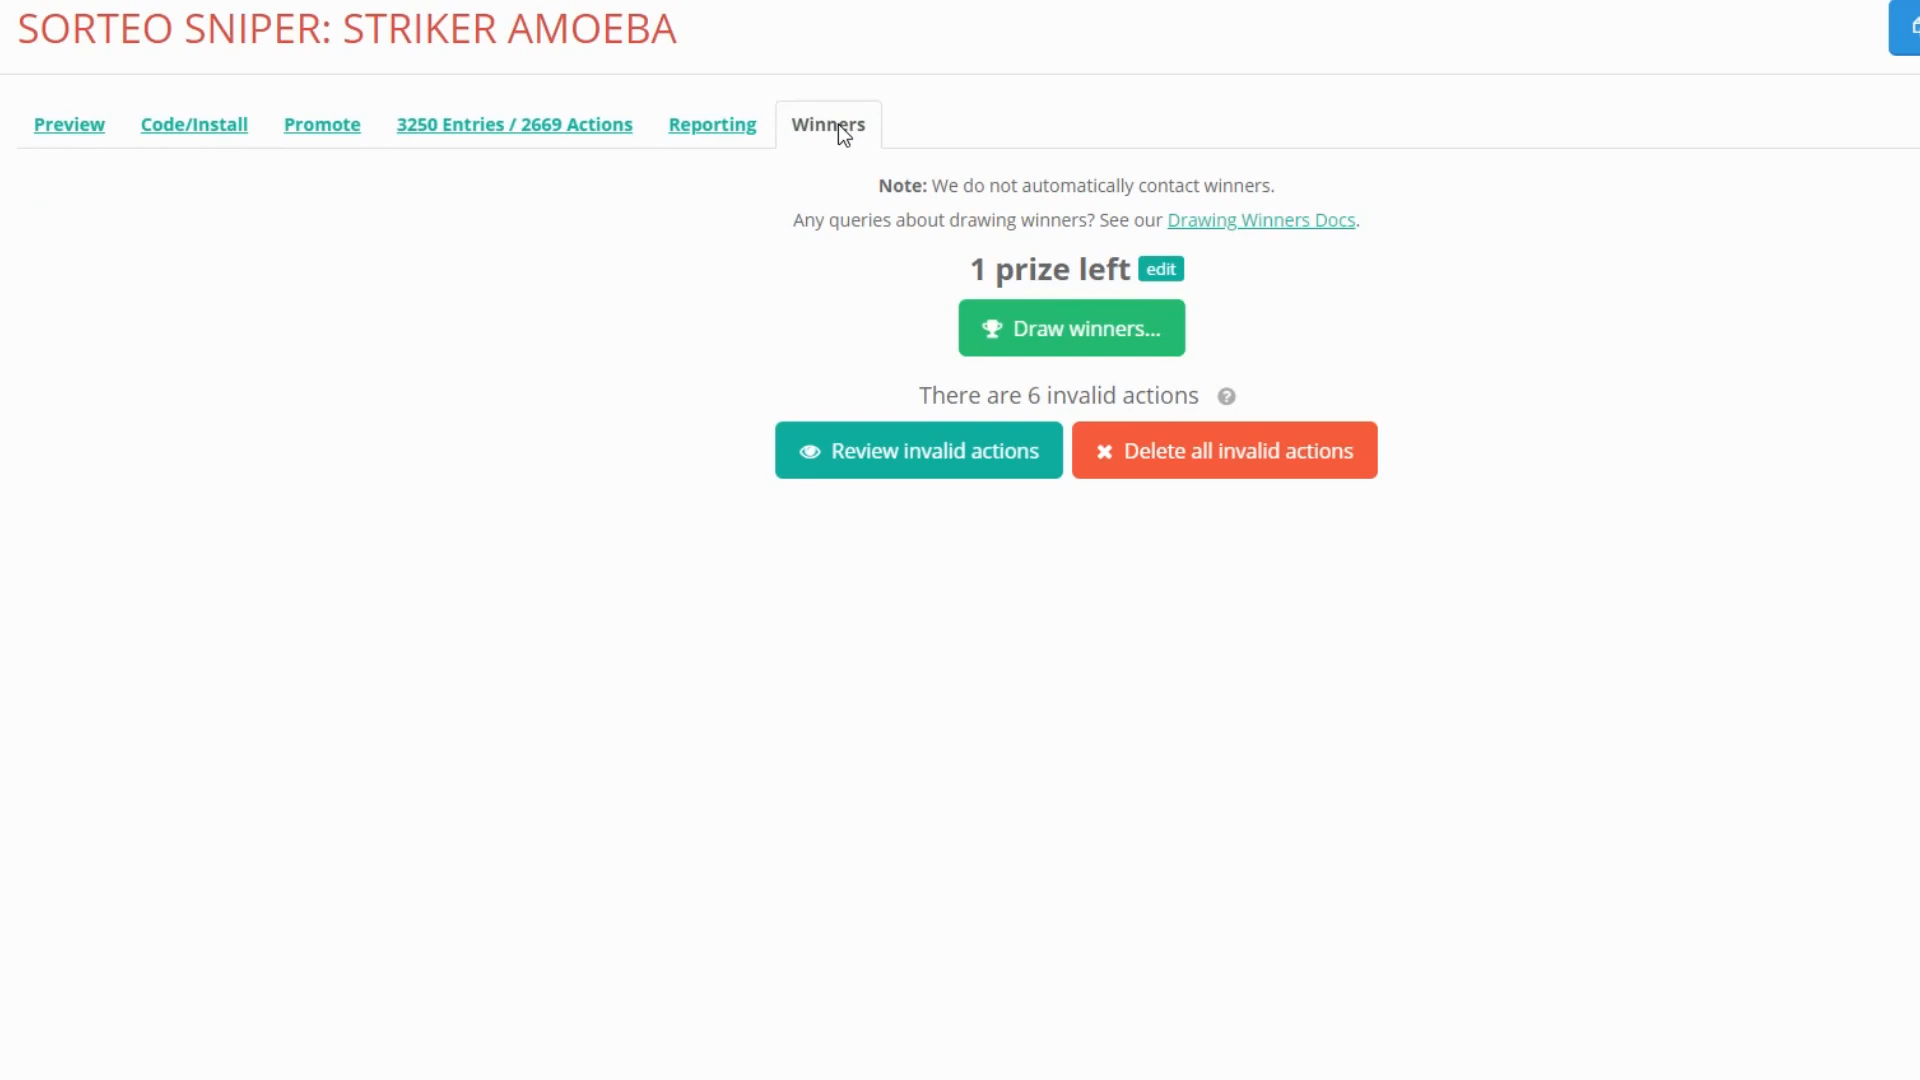 SORTEO SNIPER: STRIKER AMOEBA
Preview Code/Install Promote 3250 Entries / 2669 Actions Reporting Winners
Note: We do not automatically contact winners.
Any queries about drawing winners? See our Drawing Winners Docs.
1 prize left edit
Draw winners...
There are 6 invalid actions ?
Review invalid actions Delete all invalid actions